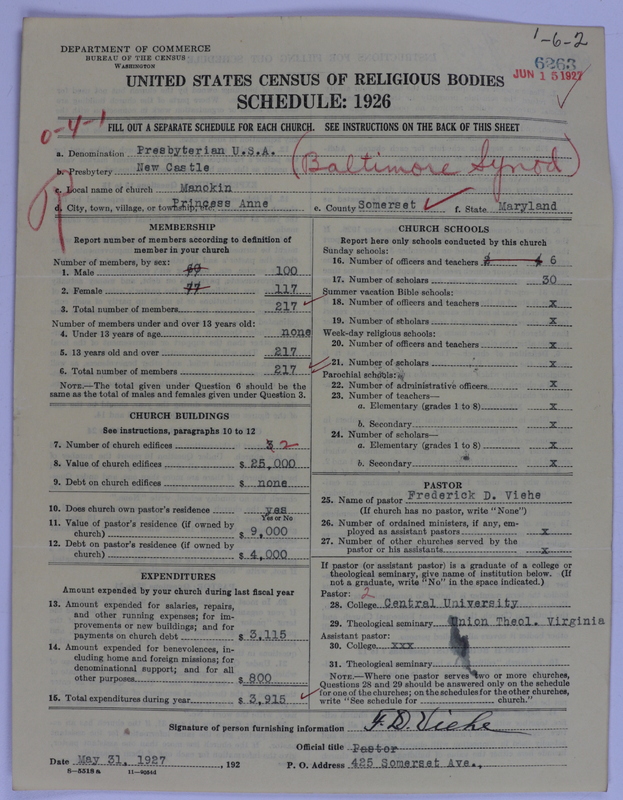 1-6-2
DEPARTMENT OF COMMERCE
BUREAU OF THE CENSUS
WASHINGTON
6263
JUN 15 1927
UNITED STATES CENSUS OF RELIGIOUS BODIES
SCHEDULE: 1926
0-4-1
FILL OUT A SEPARATE SCHEDULE FOR EACH CHURCH. SEE INSTRUCTIONS ON THE BACK OF THIS SHEET
a. Denomination Presbyterian U.S.A.
b. Presbytery New Castle (Baltimore Synod)
c. Local name of church Manokin
d. City, town, village, or township, etc. Princess Anne e. County Somerset f. State Maryland
MEMBERSHIP
Report number of members according to definition of member in your church
Number of members, by sex:
1. Male 69 100
2. Female 77 117
3. Total number of members 217
Number of members under and over 13 years old:
4. Under 13 years of age none
5. 13 years old and over 217
6. Total number of members 217
NOTE.—The total given under Question 6 should be same as the total of males and females given under Question 3.
CHURCH BUILDINGS
See instructions, paragraphs 10 to 12
7. Number of church edifices 3 2
8. Value of church edifices $ 25,000
9. Debt on church edifices $ none
10. Does church own pastor's residence yes
Yes or No
11. Value of pastor's residence (if owned by church) $ 9,000
12. Debt on pastor's residence (if owned by church) $ 4,000
EXPENDITURES
Amount expended by your church during last fiscal year
13. Amount expended for salaries, repairs, and other running expenses; for improvements or new buildings; and for payments on church debt $ 3,115
14. Amount expended for benevolences, including home and foreign missions; for denominational support; and for all other purposes $ 800
15. Total expenditures during year $ 3,915
CHURCH SCHOOLS
Report here only schools conducted by this church
Sunday schools:
16. Number of officers and teachers 6
17. Number of scholars 30
Summer vacation Bible schools:
18. Number of officers and teachers x
19. Number of scholars x
Week-day religious schools:
20. Number of officers and teachers x
21. Number of scholars x
Parochial schools:
22. Number of administrative officers x
23. Number of teachers—
a. Elementary (grades 1 to 8) x
b. Secondary x
24. Number of scholars—
a. Elementary (grades 1 to 8) x
b. Secondary x
PASTOR
25. Name of pastor Frederick D. Viehe
(If church has no pastor, write "None")
26. Number of ordained ministers, if any, employed as assistant pastors x
27. Number of other churches served by the pastor or his assistants x
If pastor (or assistant pastor) is a graduate of a college or theological seminary, give name of institution below. (If not a graduate, write "No" in the space indicated.)
Pastor: 2
28. College Central University
29. Theological seminary Union Theol. Virginia
Assistant pastor:
30. College xxx
31. Theological seminary
NOTE.—Where one pastor serves two or more churches, Questions 28 and 29 should be answered only on the schedule for one of the churches; on the schedules for the other churches, write "See schedule for ........ church."
Signature of person furnishing information F. D. Viehe
Official title Pastor
Date May 31, 1927, 192 P. O. Address 425 Somerset Ave.,
8—5518 a